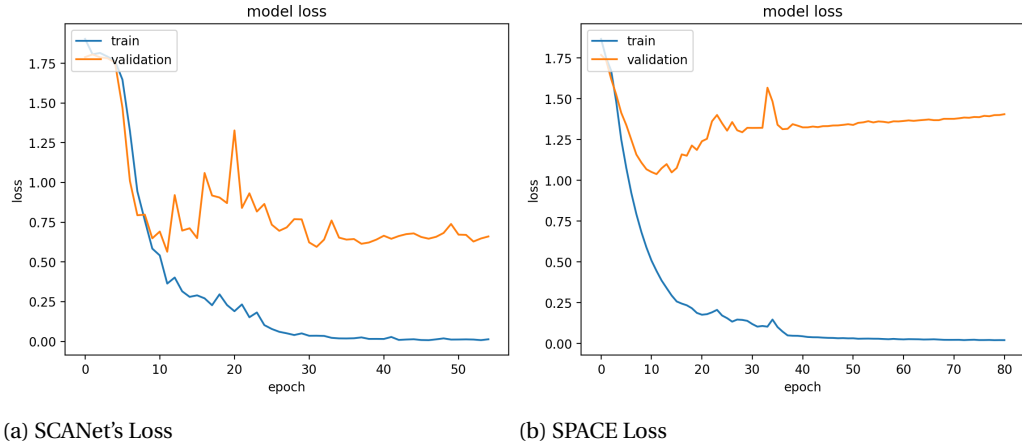 model loss
train
validation
1.75
1.50
1.25
1.00
0.75
0.50
0.25
0.00
loss
0
10
20
30
40
50
epoch
(a) SCANet's Loss
model loss
train
validation
1.75
1.50
1.25
1.00
0.75
0.50
0.25
0.00
loss
0
10
20
30
40
50
60
70
80
epoch
(b) SPACE Loss